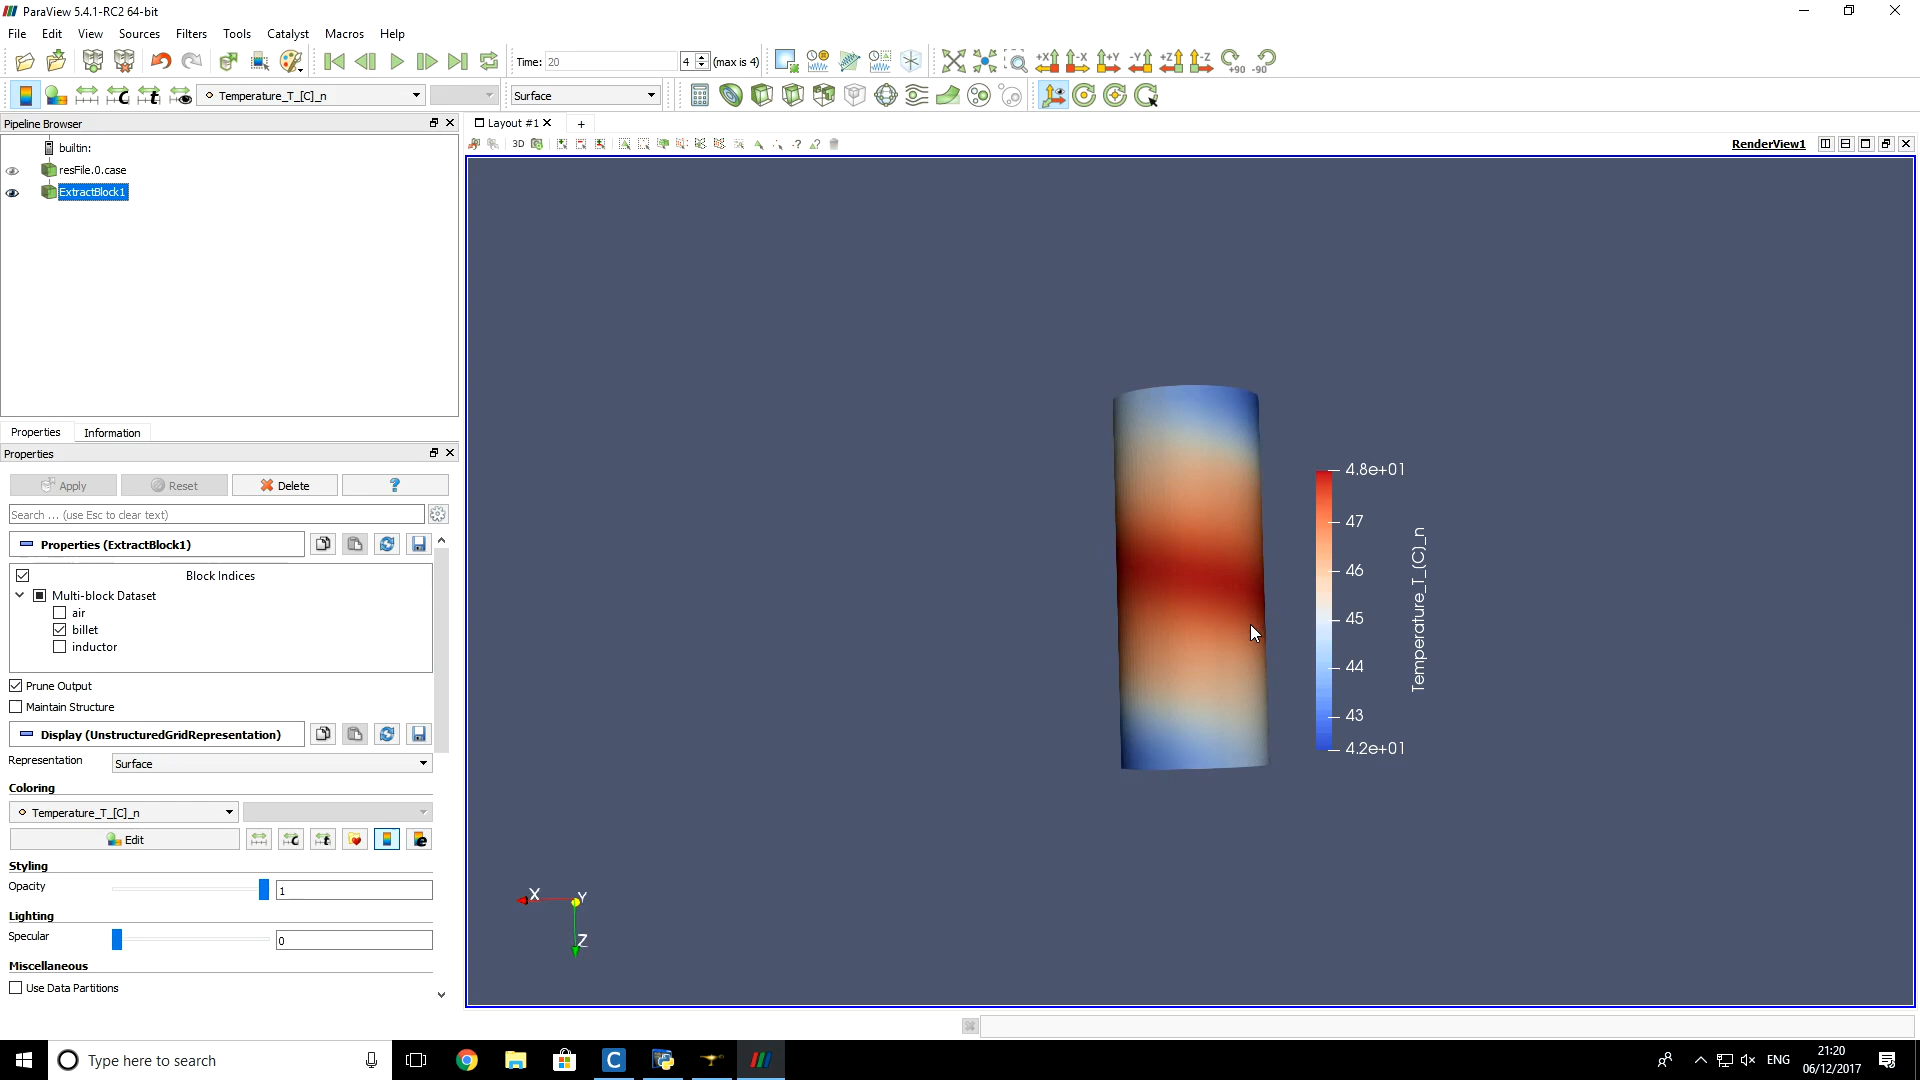 ParaView 5.4.1-RC2 64-bit
File Edit View Sources Filters Tools Catalyst Macros Help
Time: 20 4 (max is 4) +X -X +Y -Y +Z -Z +90 -90
Temperature_T_[C]_n Surface
Pipeline Browser
builtin:
resFile.0.case
ExtractBlock1
Layout #1 +
3D RenderView1
Properties Information
Properties
Apply Reset Delete ?
Search ... (use Esc to clear text)
Properties (ExtractBlock1)
Block Indices
Multi-block Dataset
air
billet
inductor
Prune Output
Maintain Structure
Display (UnstructuredGridRepresentation)
Representation Surface
Coloring
Temperature_T_[C]_n
Edit
Styling
Opacity 1
Lighting
Specular 0
Miscellaneous
Use Data Partitions
4.8e+01
47
46
45
44
43
4.2e+01
Temperature_T_(C)_n
X Y
Z
Type here to search
ENG
21:20
06/12/2017